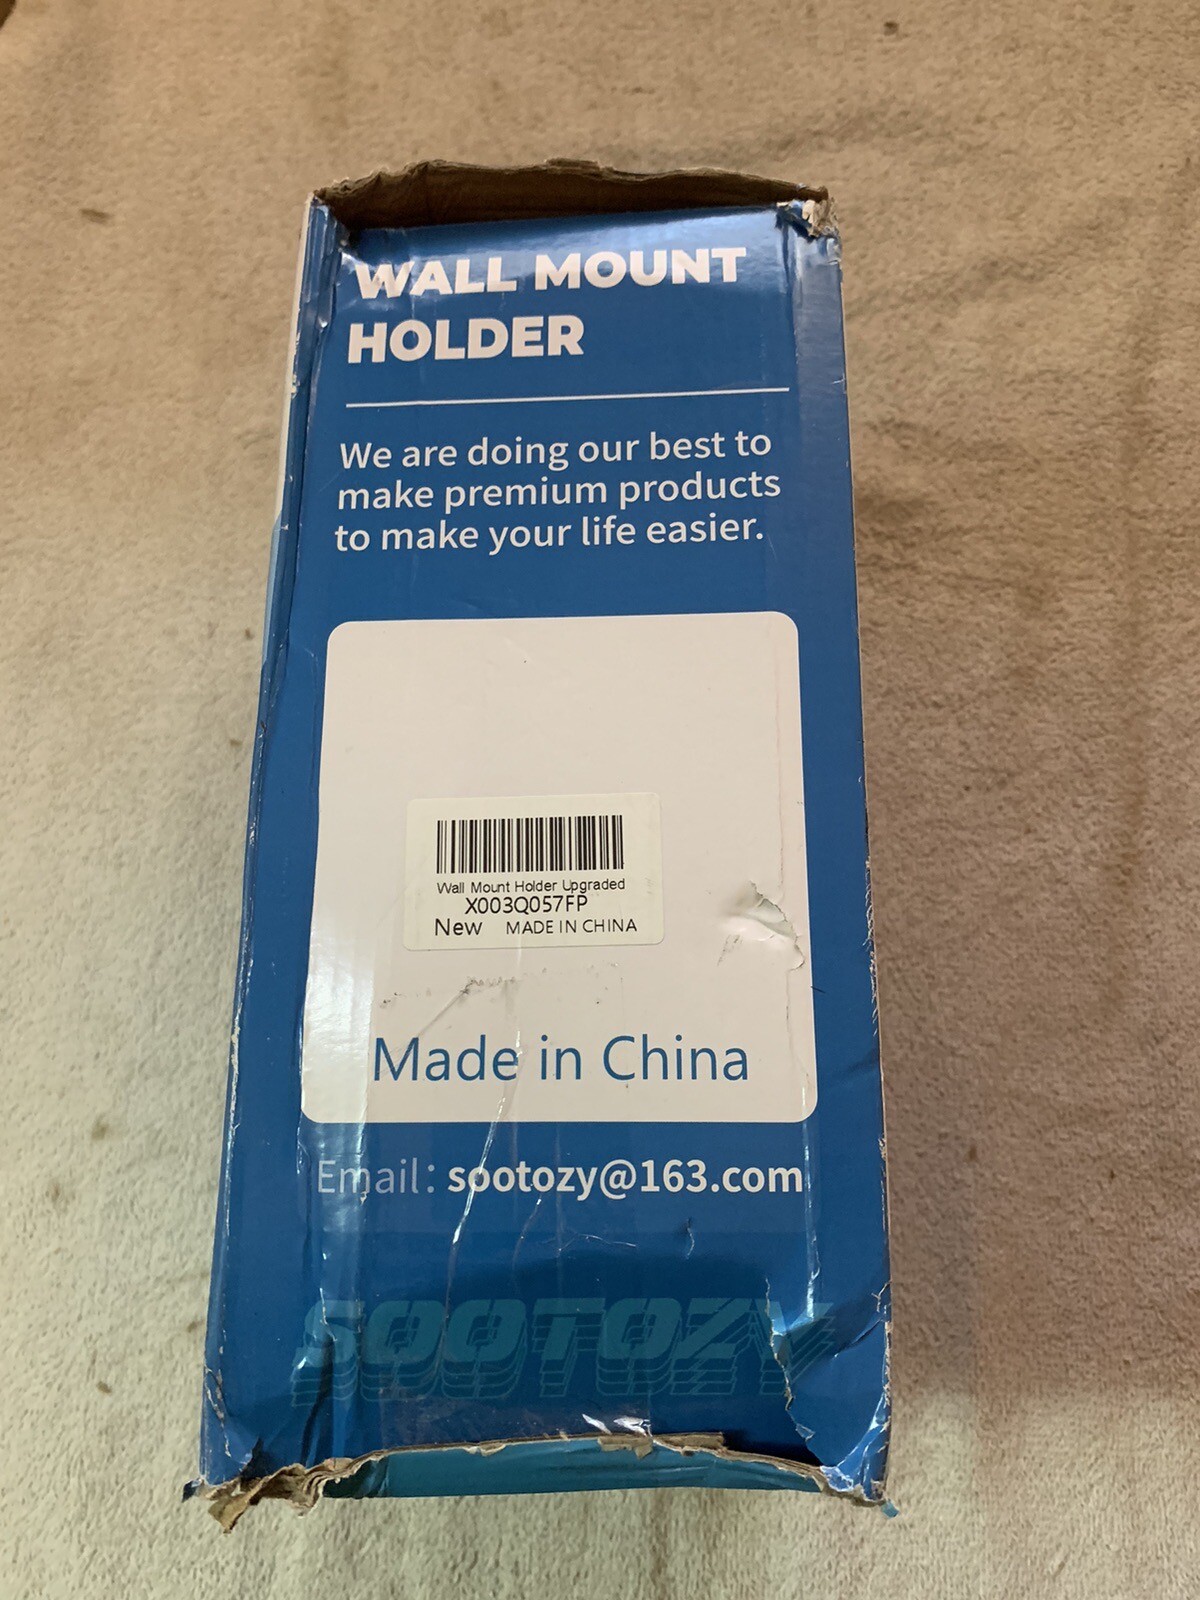 WALL MOUNT
HOLDER
We are doing our best to
make premium products
to make your life easier.
Wall Mount Holder Upgraded
X003Q057FP
New MADE IN CHINA
Made in China
Email: sootozy@163.com
SOOTOZY